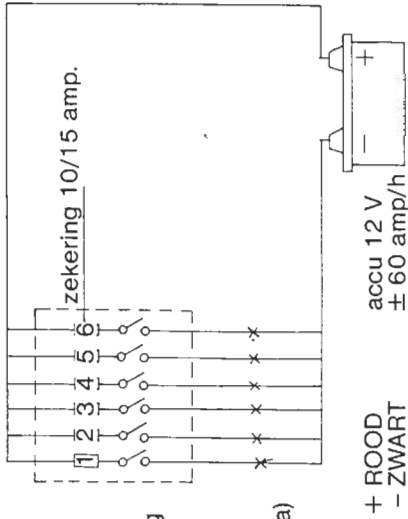 zekering 10/15 amp.
1 2 3 4 5 6
g
a)
+ −
accu 12 V
± 60 amp/h
+ ROOD
− ZWART